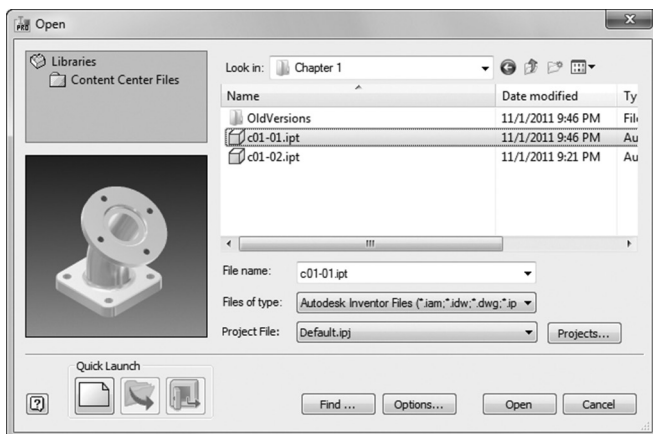 PRO Open
Libraries
Content Center Files
Look in: Chapter 1
Name Date modified Ty
OldVersions 11/1/2011 9:46 PM File
c01-01.ipt 11/1/2011 9:46 PM Au
c01-02.ipt 11/1/2011 9:21 PM Au
File name: c01-01.ipt
Files of type: Autodesk Inventor Files (*.iam;*.idw;*.dwg;*.ip
Project File: Default.ipj Projects...
Quick Launch
Find ... Options... Open Cancel